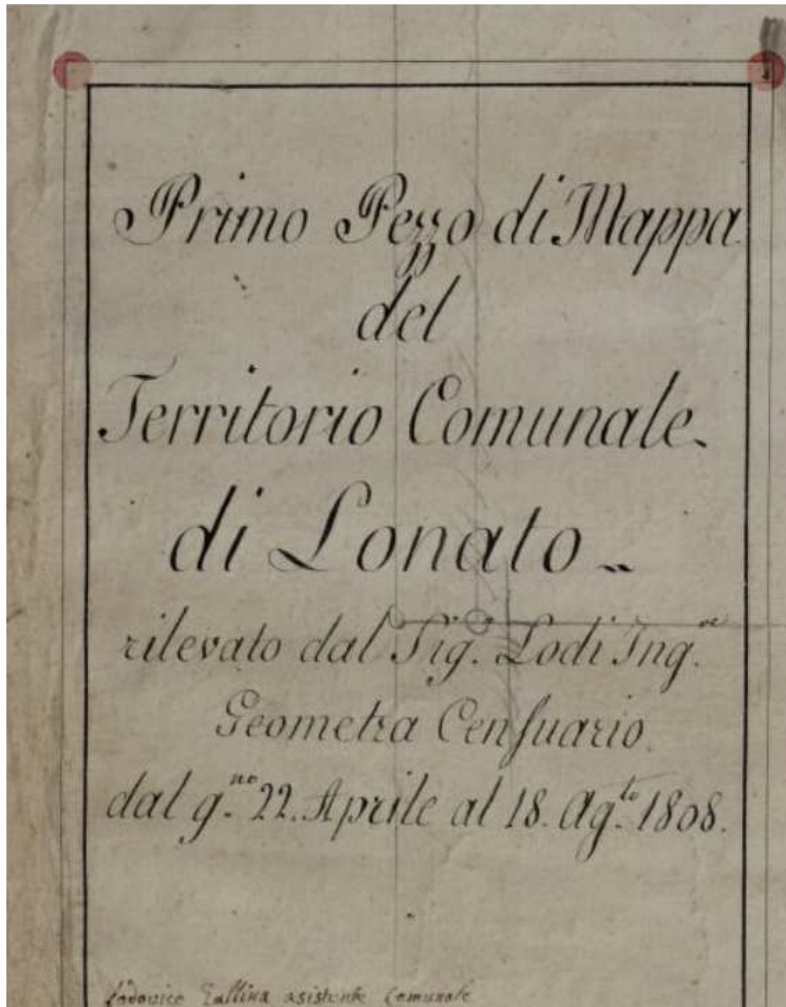 Primo Pezzo di Mappa
del
Territorio Comunale
di Lonato
rilevato dal Sig. Lodi Ing.re
Geometra Censuario
dal g.no 22. Aprile al 18. Ag.to 1808.
Lodovico Gallina asistente Comunale